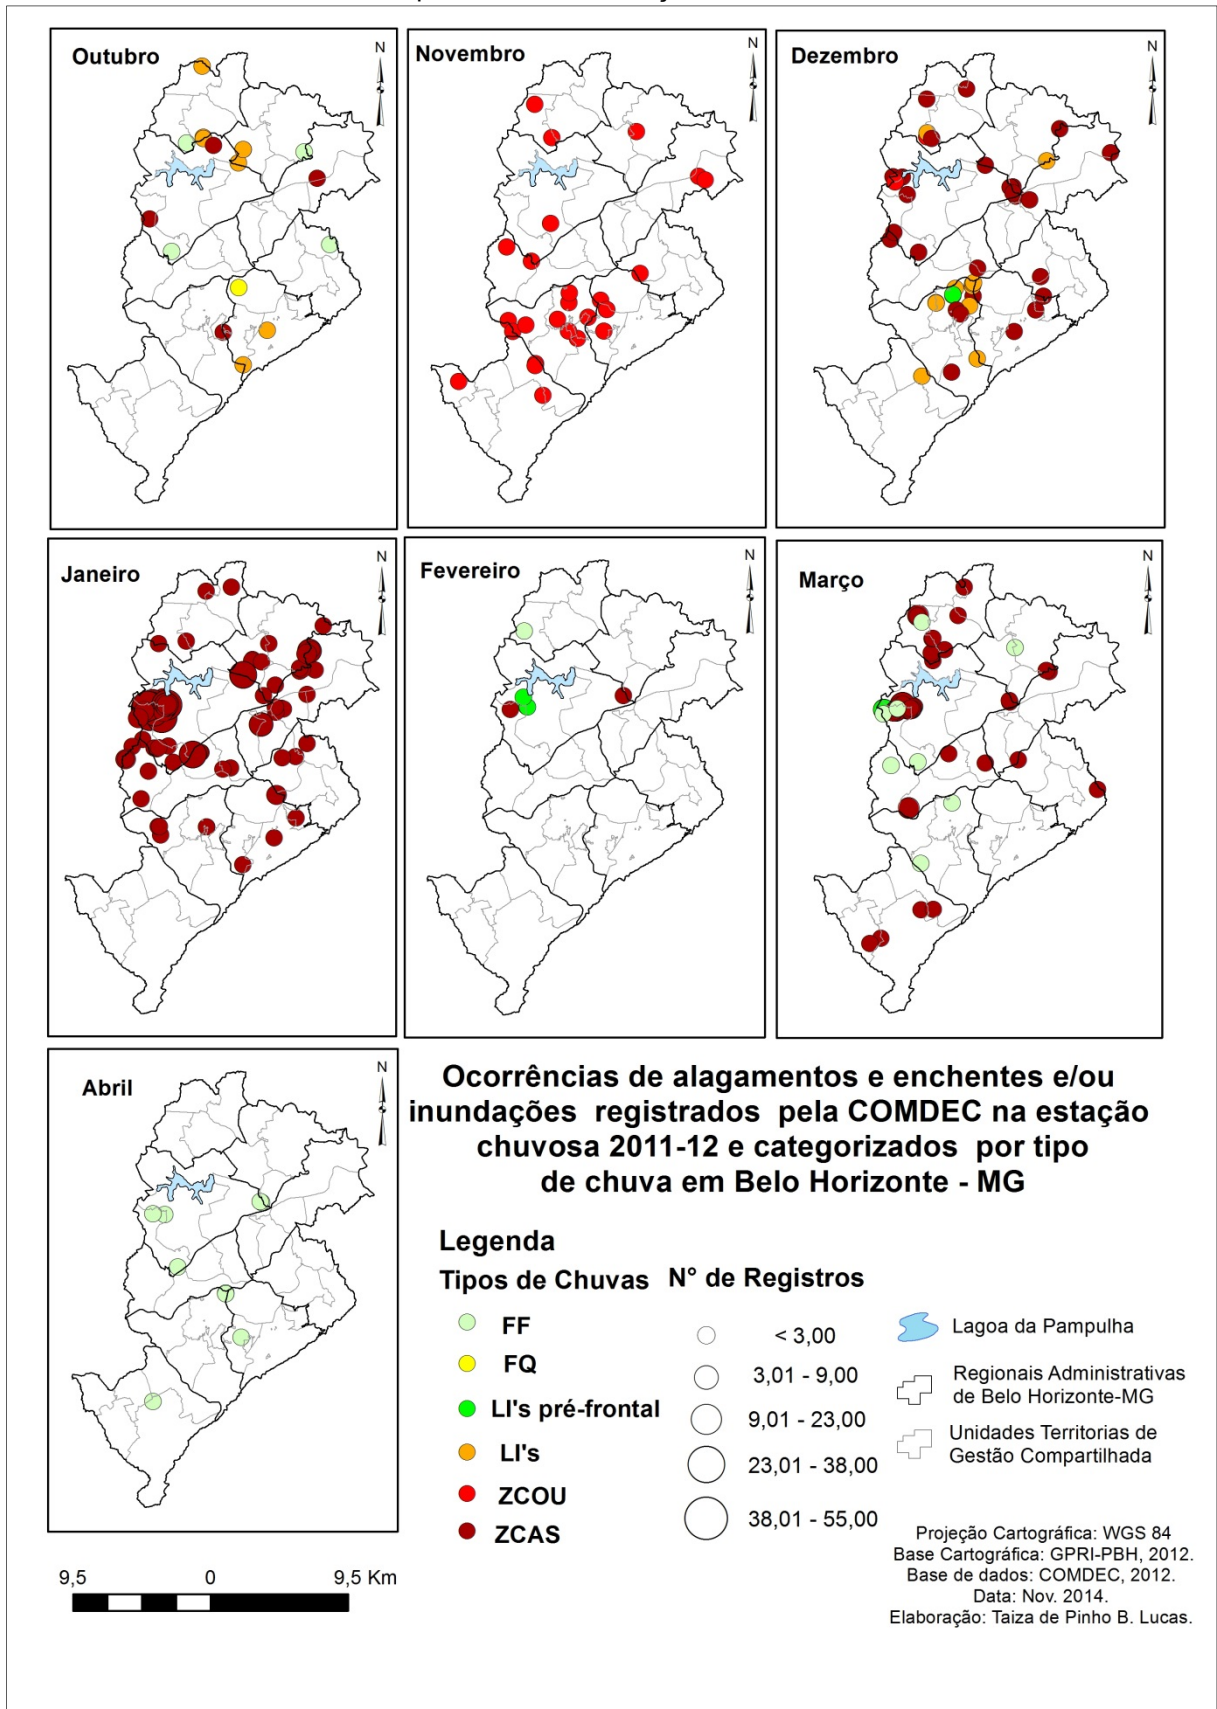 Outubro
N
Novembro
N
Dezembro
N
Janeiro
N
Fevereiro
N
Março
N
Abril
N
Ocorrências de alagamentos e enchentes e/ou
inundações registrados pela COMDEC na estação
chuvosa 2011-12 e categorizados por tipo
de chuva em Belo Horizonte - MG
Legenda
Tipos de Chuvas
FF
FQ
LI's pré-frontal
LI's
ZCOU
ZCAS
N° de Registros
< 3,00
3,01 - 9,00
9,01 - 23,00
23,01 - 38,00
38,01 - 55,00
Lagoa da Pampulha
Regionais Administrativas
de Belo Horizonte-MG
Unidades Territorias de
Gestão Compartilhada
9,5 0 9,5 Km
Projeção Cartográfica: WGS 84
Base Cartográfica: GPRI-PBH, 2012.
Base de dados: COMDEC, 2012.
Data: Nov. 2014.
Elaboração: Taiza de Pinho B. Lucas.